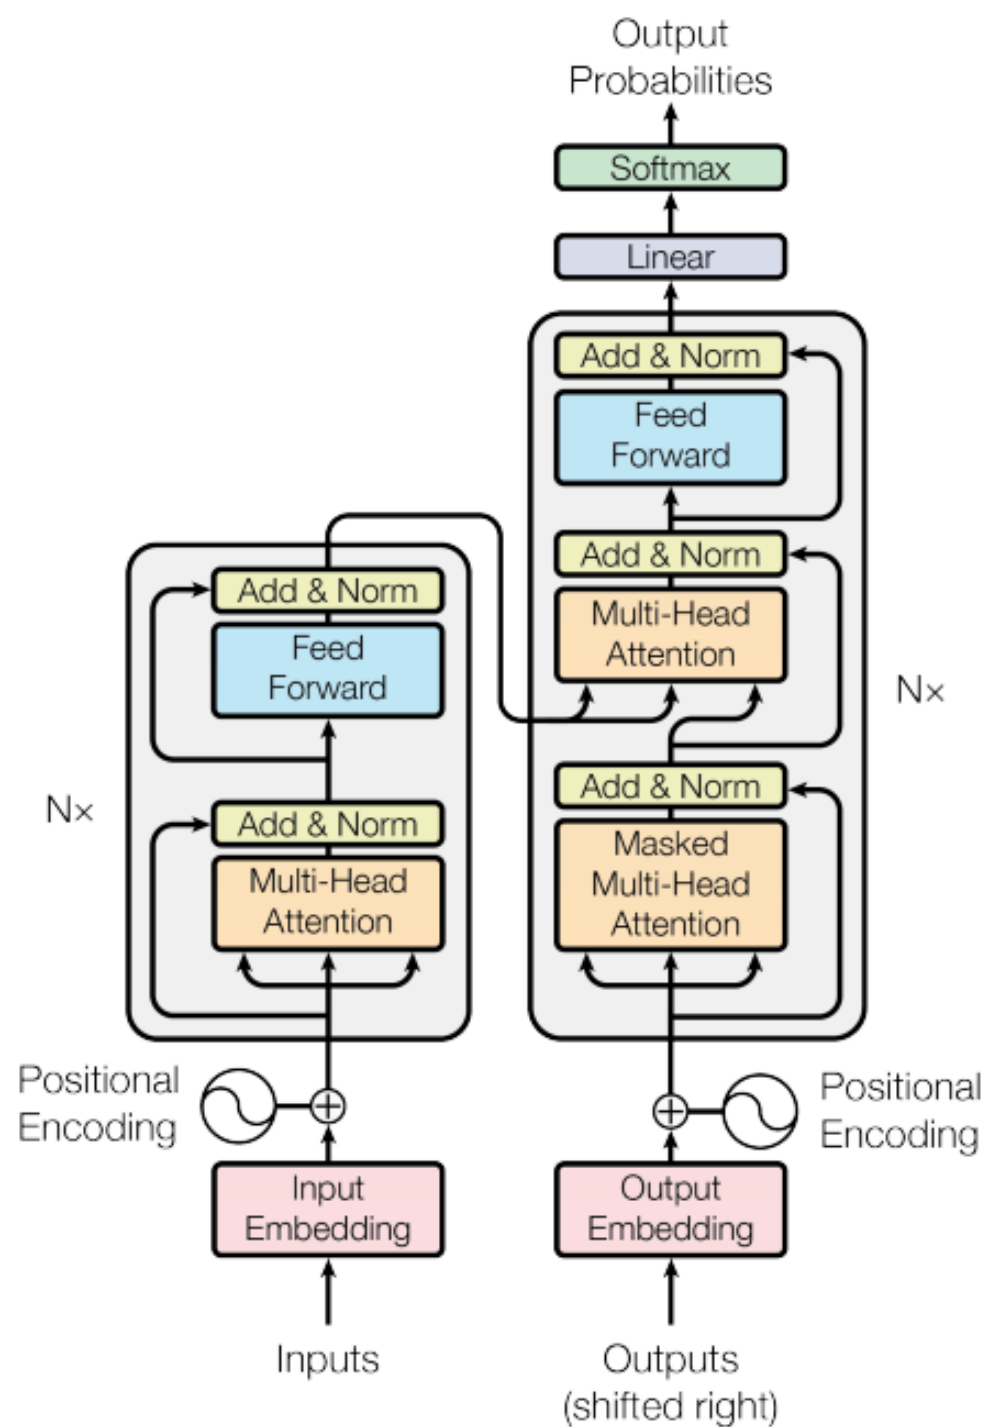 Output
Probabilities
Softmax
Linear
Add & Norm
Feed
Forward
Add & Norm
Multi-Head
Attention
Add & Norm
Masked
Multi-Head
Attention
Nx
Add & Norm
Feed
Forward
Add & Norm
Multi-Head
Attention
Nx
Positional
Encoding
Positional
Encoding
Input
Embedding
Output
Embedding
Inputs
Outputs
(shifted right)